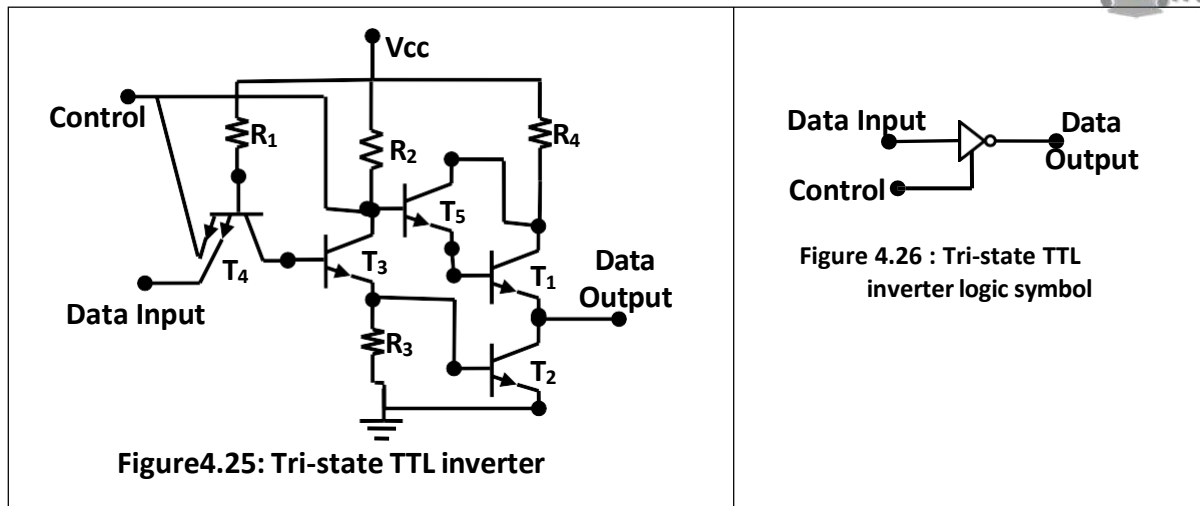 Vcc
Control
R1
R2
R4
T5
T4
T3
T1
Data
Output
Data Input
R3
T2
Figure4.25: Tri-state TTL inverter
Data Input
Data
Output
Control
Figure 4.26 : Tri-state TTL
inverter logic symbol